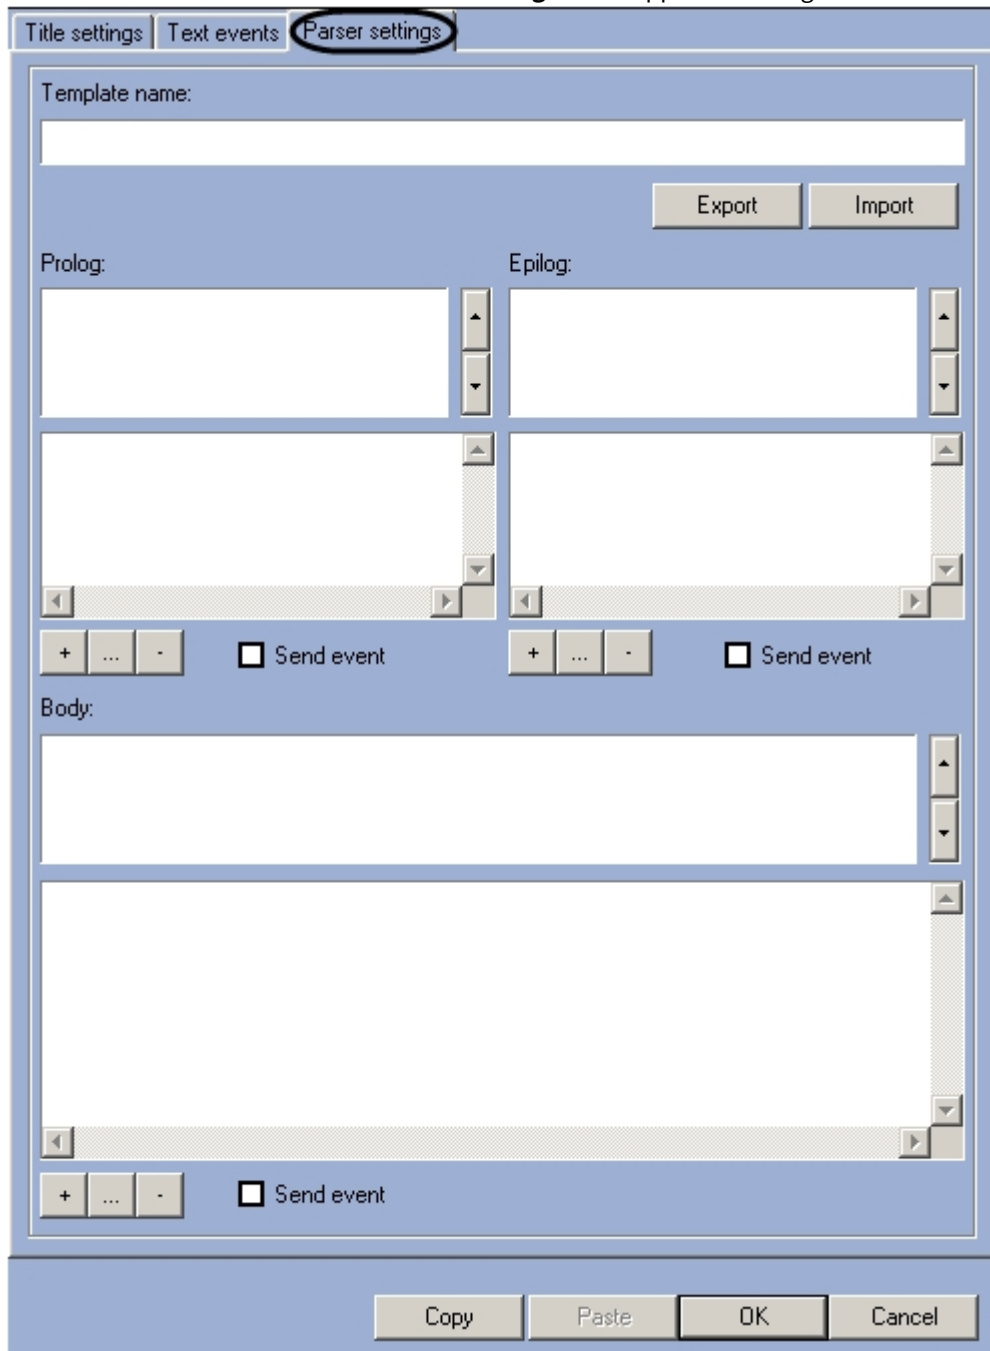 Title settings Text events Parser settings
Template name:
Export Import
Prolog: Epilog:
+ ... - Send event + ... - Send event
Body:
+ ... - Send event
Copy Paste OK Cancel